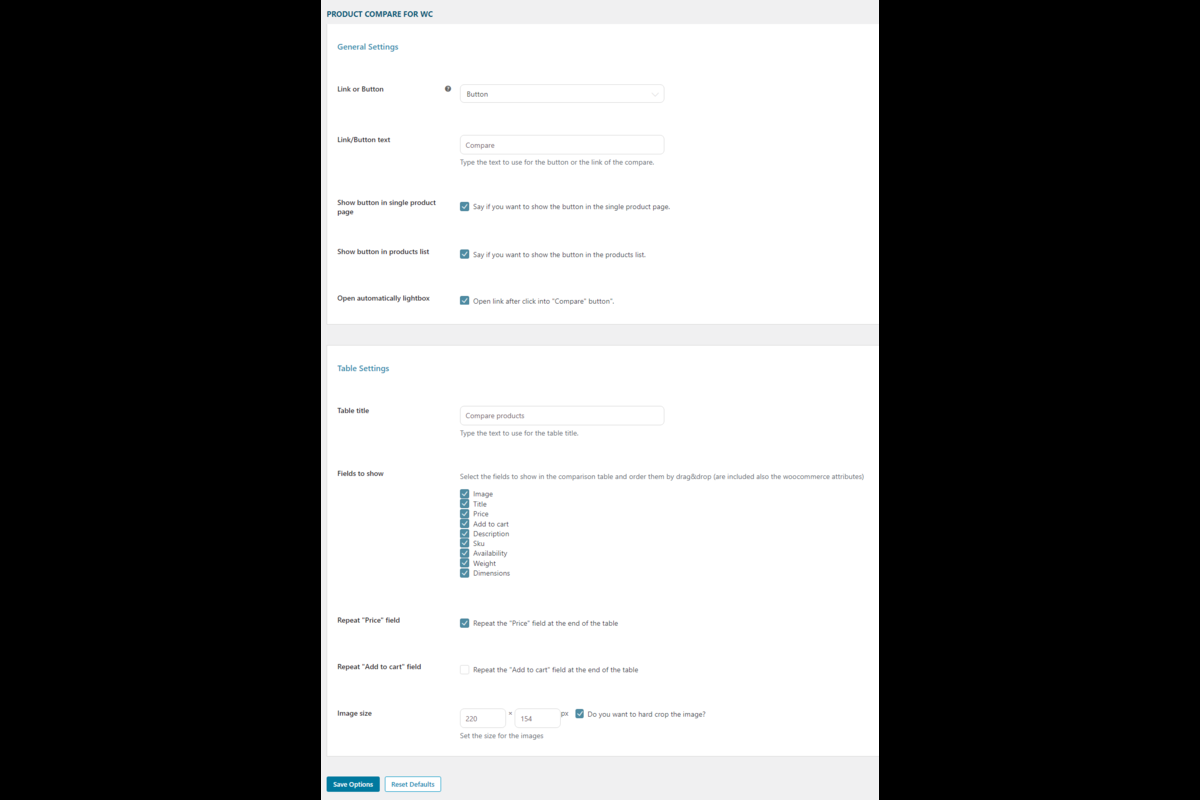 PRODUCT COMPARE FOR WC
General Settings
Link or Button
?
Button
Link/Button text
Compare
Type the text to use for the button or the link of the compare.
Show button in single product
page
Say if you want to show the button in the single product page.
Show button in products list
Say if you want to show the button in the products list.
Open automatically lightbox
Open link after click into "Compare" button".
Table Settings
Table title
Compare products
Type the text to use for the table title.
Fields to show
Select the fields to show in the comparison table and order them by drag&drop (are included also the woocommerce attributes)
Image
Title
Price
Add to cart
Description
Sku
Availability
Weight
Dimensions
Repeat "Price" field
Repeat the "Price" field at the end of the table
Repeat "Add to cart" field
Repeat the "Add to cart" field at the end of the table
Image size
220 × 154 px Do you want to hard crop the image?
Set the size for the images
Save Options Reset Defaults